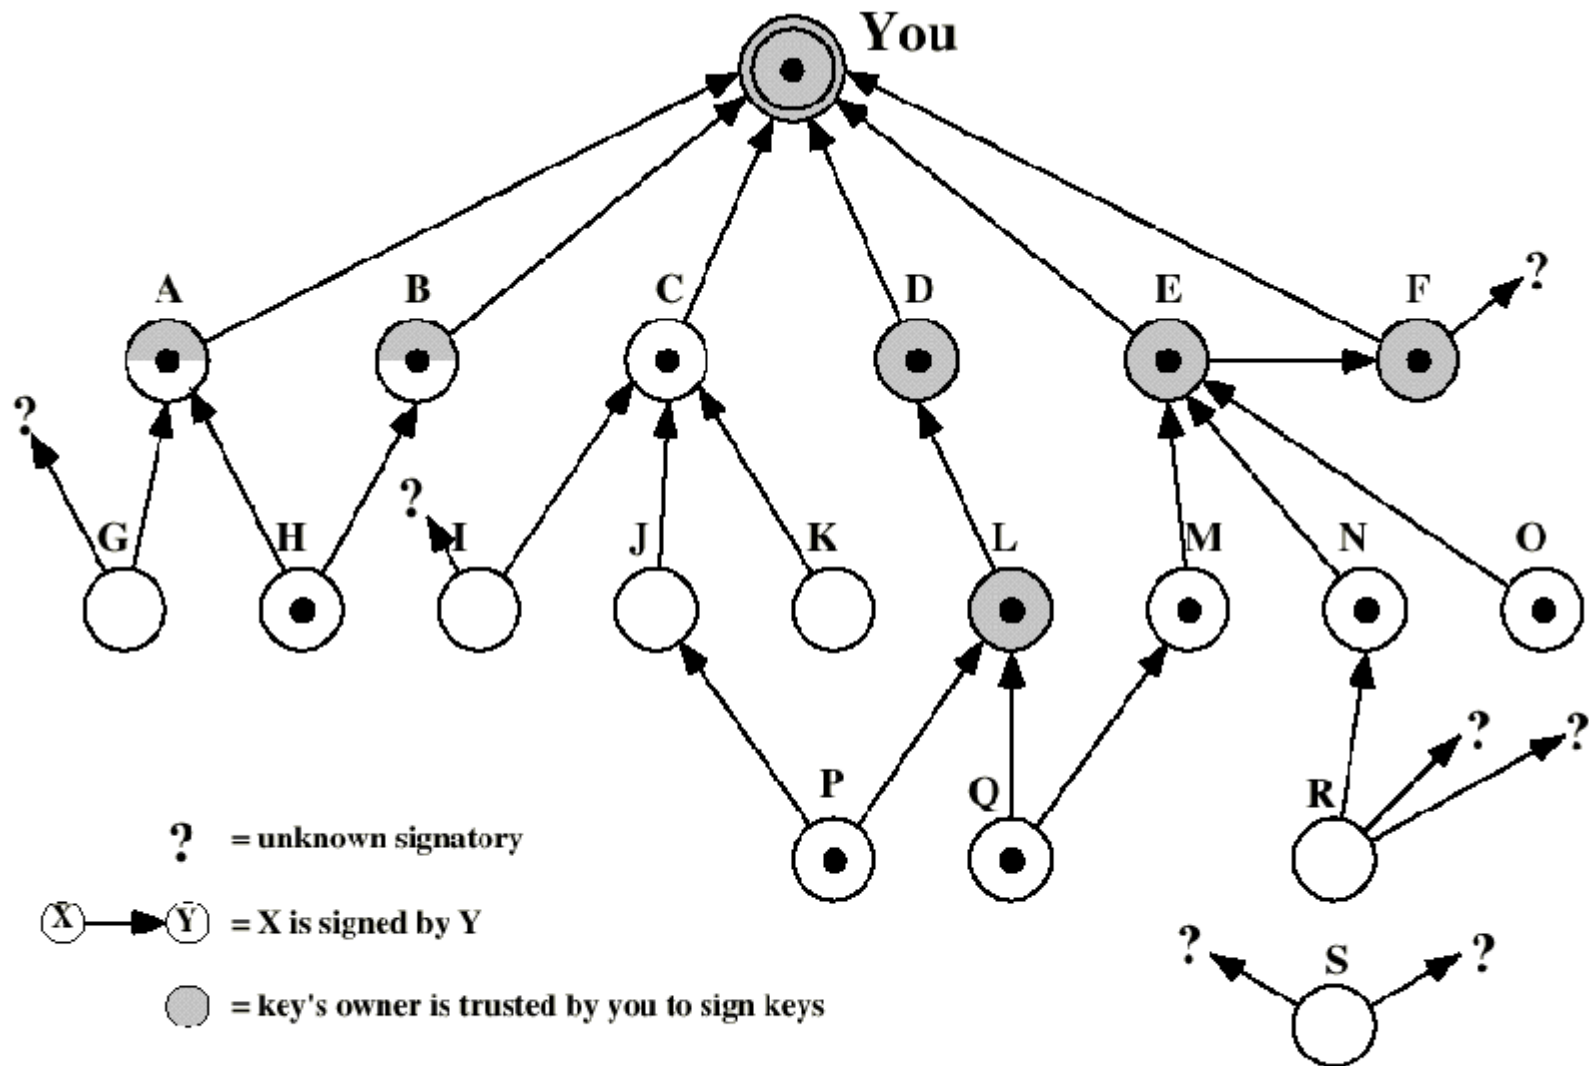 You
A B C D E F ?
?
?
G H I J K L M N O
? ?
P Q R
? = unknown signatory
X Y = X is signed by Y
? S ?
= key's owner is trusted by you to sign keys